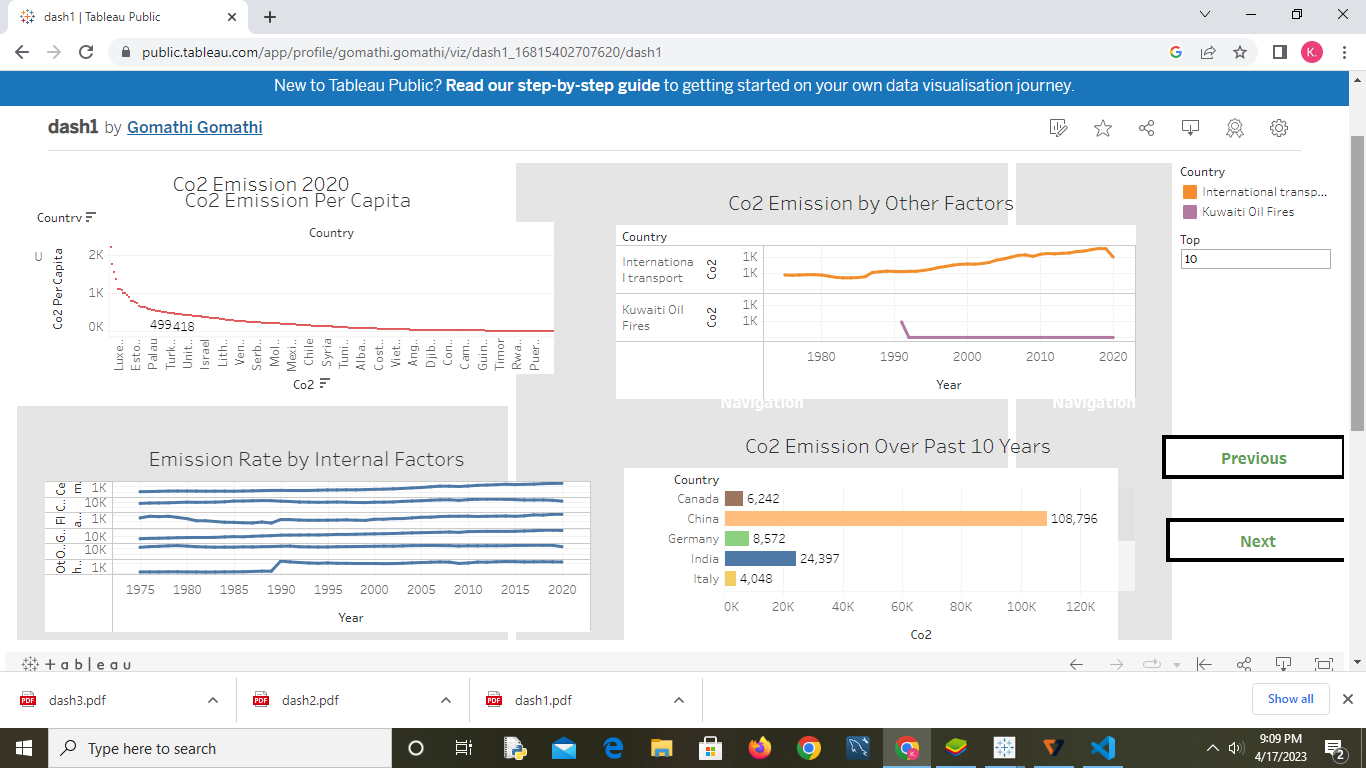 dash1 | Tableau Public
public.tableau.com/app/profile/gomathi.gomathi/viz/dash1_16815402707620/dash1
K.
New to Tableau Public? Read our step-by-step guide to getting started on your own data visualisation journey.
dash1 by Gomathi Gomathi
Co2 Emission 2020
Co2 Emission Per Capita
Country
Country
U
Co2 Per Capita
2K
1K
0K
499
418
Luxe.. Esto.. Palau Turk.. Unit.. Israel Lith.. Ven.. Serb.. Mol.. Mexi.. Chile Syria Tuni.. Alba.. Cost.. Viet.. Ang.. Djib.. Con.. Cam.. Guin.. Timor Rwa.. Puer..
Co2
Co2 Emission by Other Factors
Country
Internationa
l transport
Co2
1K
1K
Kuwaiti Oil
Fires
Co2
1K
1K
1980 1990 2000 2010 2020
Year
Country
International transp...
Kuwaiti Oil Fires
Top
10
Navigation
Navigation
Previous
Next
Emission Rate by Internal Factors
Ce
m..
1K
C..
10K
Fl
a...
1K
G..
10K
O..
10K
Ot
h..
1K
1975 1980 1985 1990 1995 2000 2005 2010 2015 2020
Year
Co2 Emission Over Past 10 Years
Country
Canada 6,242
China 108,796
Germany 8,572
India 24,397
Italy 4,048
0K 20K 40K 60K 80K 100K 120K
Co2
+ a b l e a u
dash3.pdf
dash2.pdf
dash1.pdf
Show all
Type here to search
9:09 PM
4/17/2023
2